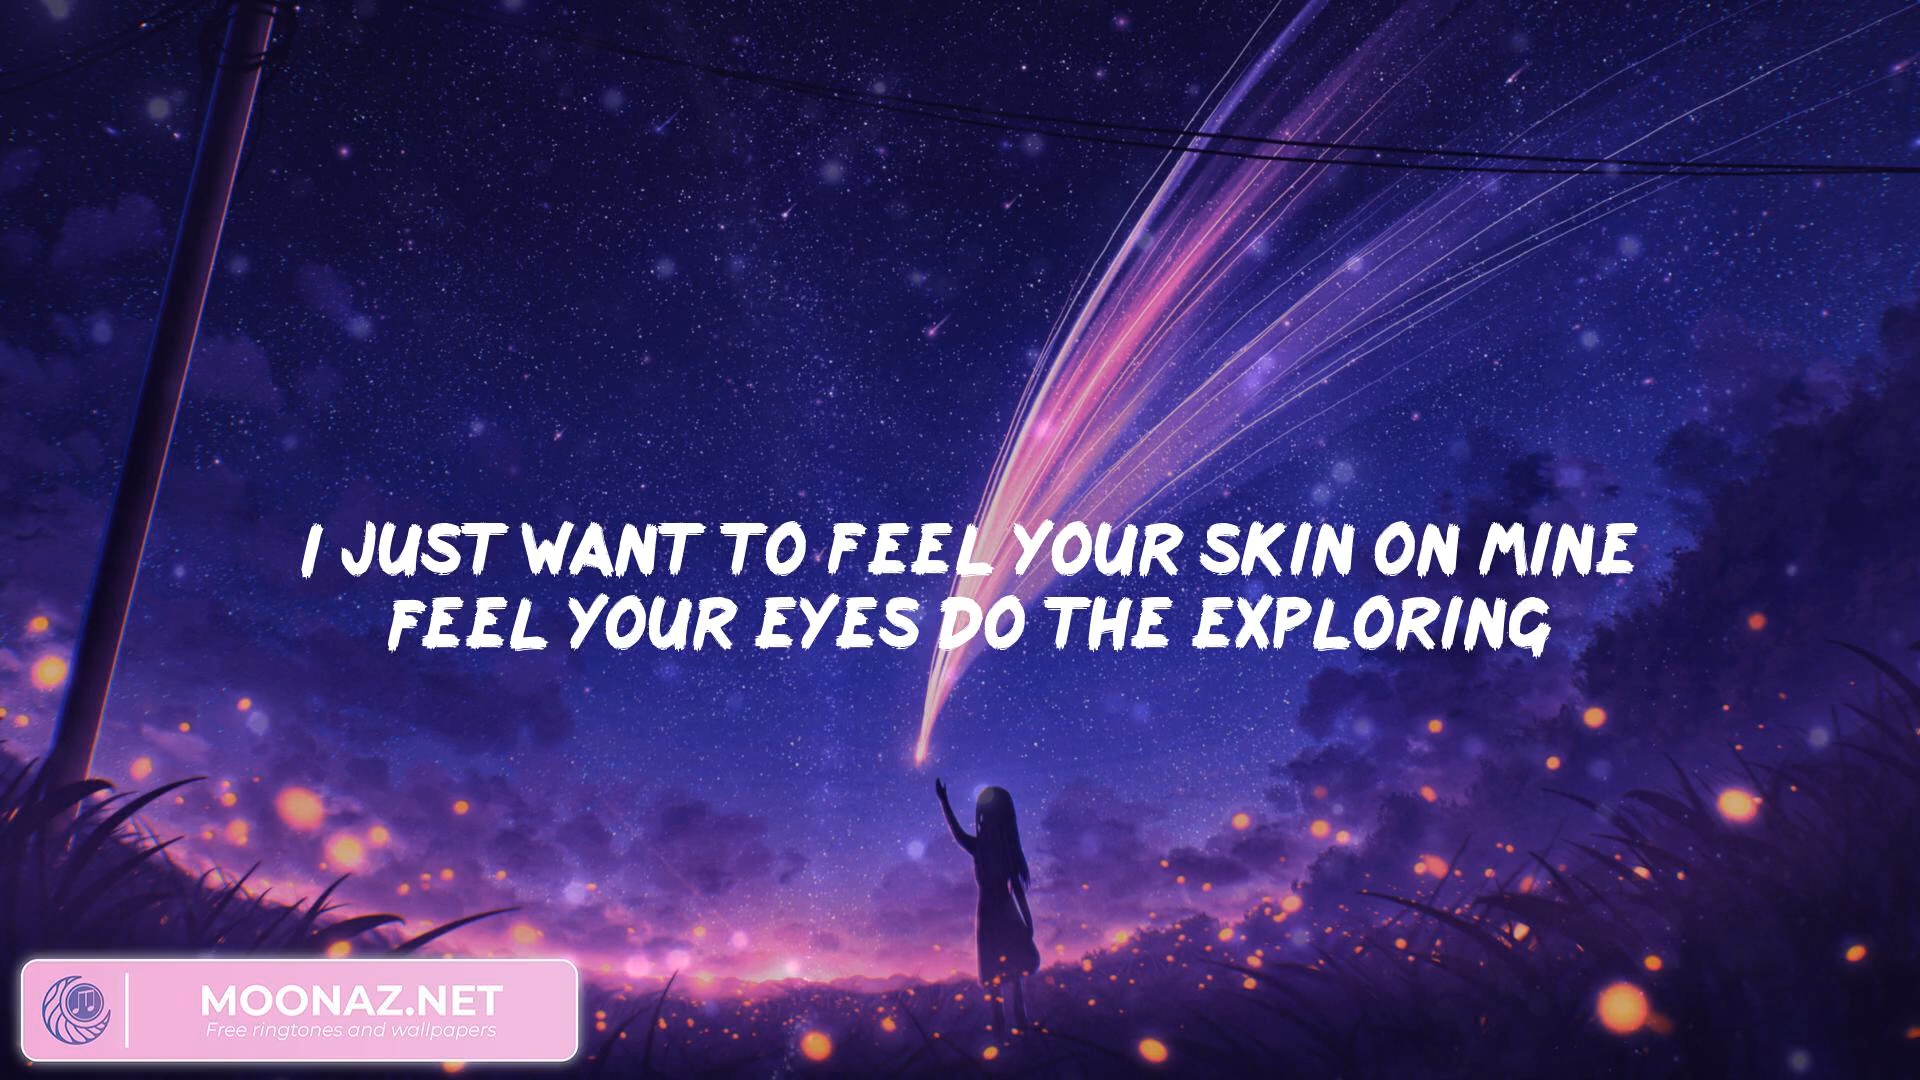 I JUST WANT TO FEEL YOUR SKIN ON MINE
FEEL YOUR EYES DO THE EXPLORING
MOONAZ.NET
Free ringtones and wallpapers